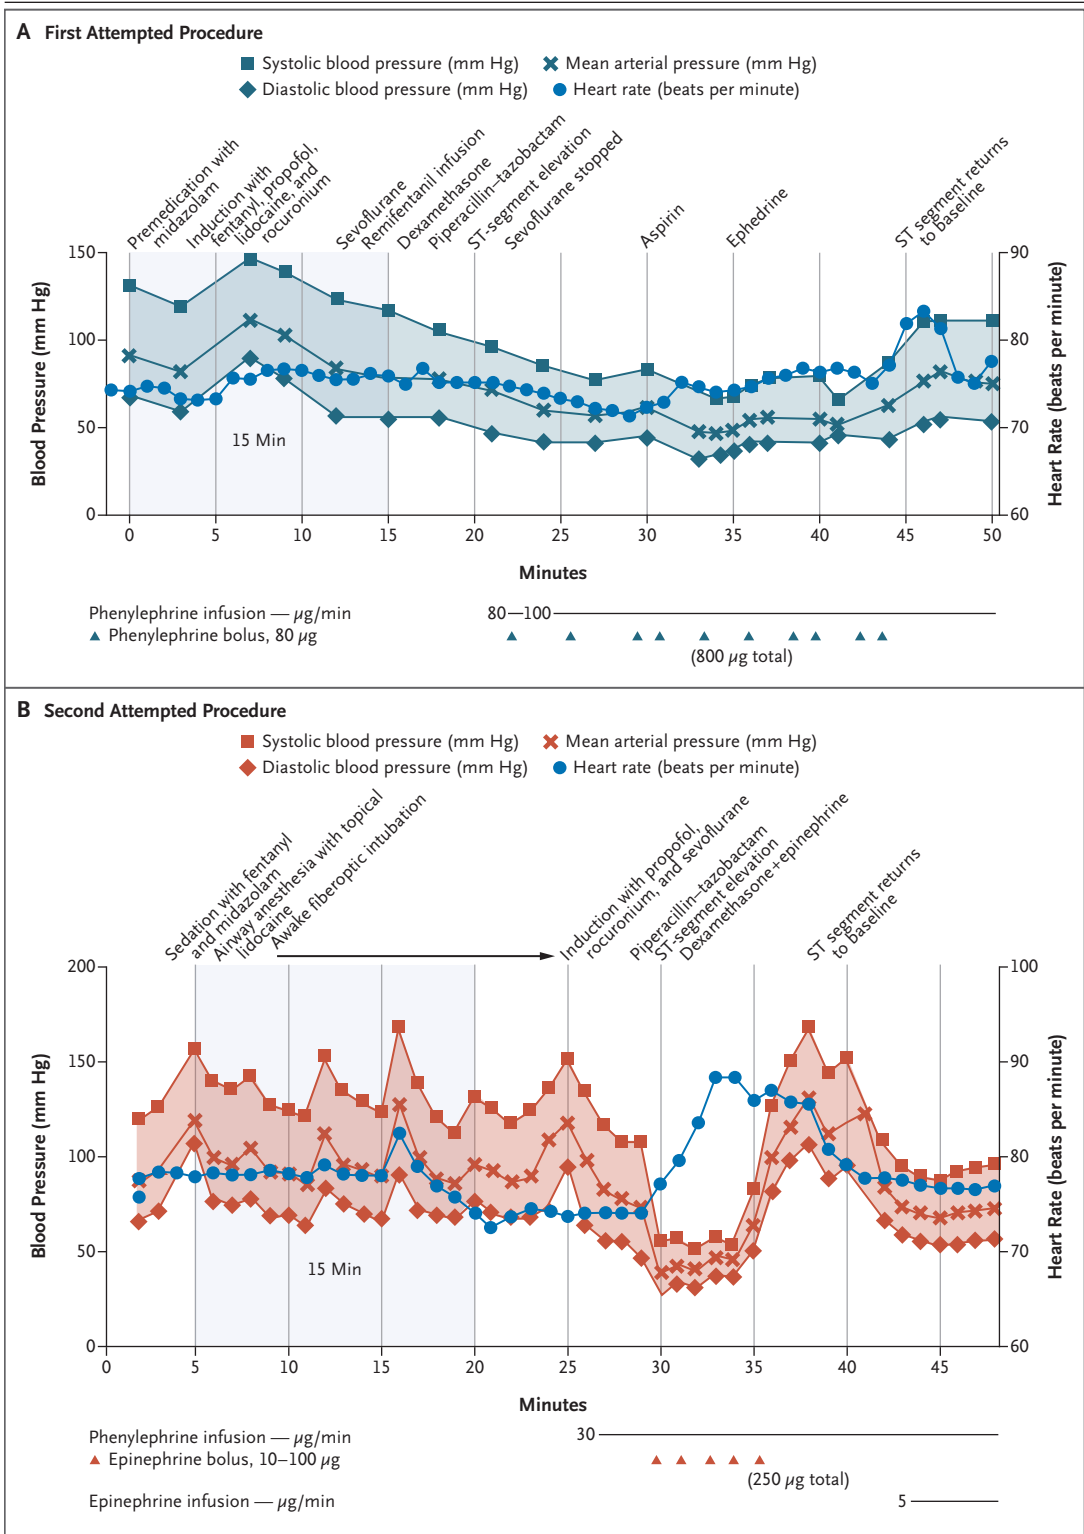 A First Attempted Procedure
Systolic blood pressure (mm Hg)
Mean arterial pressure (mm Hg)
Diastolic blood pressure (mm Hg)
Heart rate (beats per minute)
Premedication with
midazolam
Induction with
fentanyl, propofol,
lidocaine, and
rocuronium
Sevoflurane
Remifentanil infusion
Dexamethasone
Piperacillin–tazobactam
ST-segment elevation
Sevoflurane stopped
Aspirin
Ephedrine
ST segment returns
to baseline
Blood Pressure (mm Hg)
150
100
50
0
Heart Rate (beats per minute)
90
80
70
60
15 Min
0 5 10 15 20 25 30 35 40 45 50
Minutes
Phenylephrine infusion — µg/min
80 100
Phenylephrine bolus, 80 µg
(800 µg total)
B Second Attempted Procedure
Systolic blood pressure (mm Hg)
Mean arterial pressure (mm Hg)
Diastolic blood pressure (mm Hg)
Heart rate (beats per minute)
Sedation with fentanyl
and midazolam
Airway anesthesia with topical
lidocaine
Awake fiberoptic intubation
Induction with propofol,
rocuronium, and sevoflurane
Piperacillin–tazobactam
ST-segment elevation
Dexamethasone+epinephrine
ST segment returns
to baseline
Blood Pressure (mm Hg)
200
150
100
50
0
Heart Rate (beats per minute)
100
90
80
70
60
15 Min
0 5 10 15 20 25 30 35 40 45
Minutes
Phenylephrine infusion — µg/min
30
Epinephrine bolus, 10–100 µg
(250 µg total)
Epinephrine infusion — µg/min
5